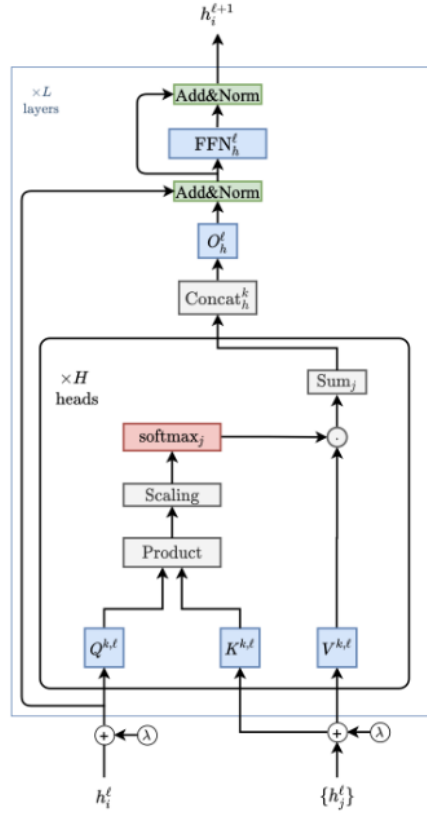 h_i^{ℓ+1}
×L
layers
Add&Norm
FFN_h^ℓ
Add&Norm
O_h^ℓ
Concat_h^k
×H
heads
Sum_j
softmax_j
·
Scaling
Product
Q^{k,ℓ} K^{k,ℓ} V^{k,ℓ}
+ λ + λ
h_i^ℓ {h_j^ℓ}